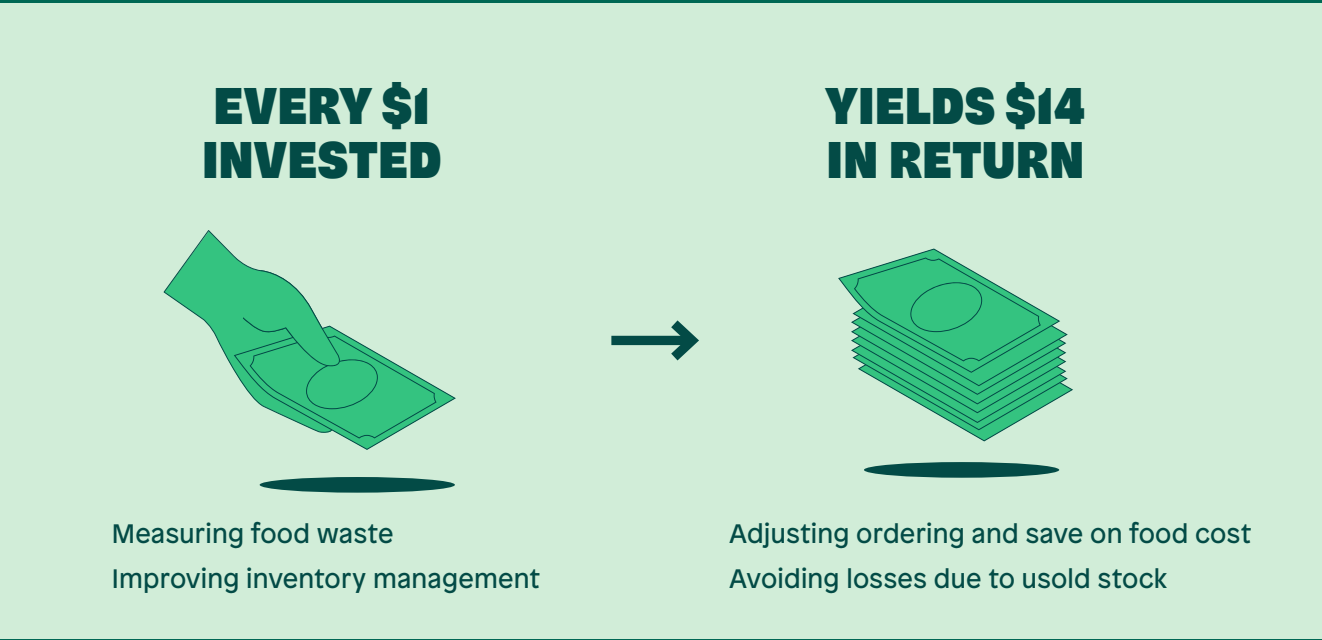 EVERY $1
INVESTED
YIELDS $14
IN RETURN
Measuring food waste
Improving inventory management
Adjusting ordering and save on food cost
Avoiding losses due to usold stock